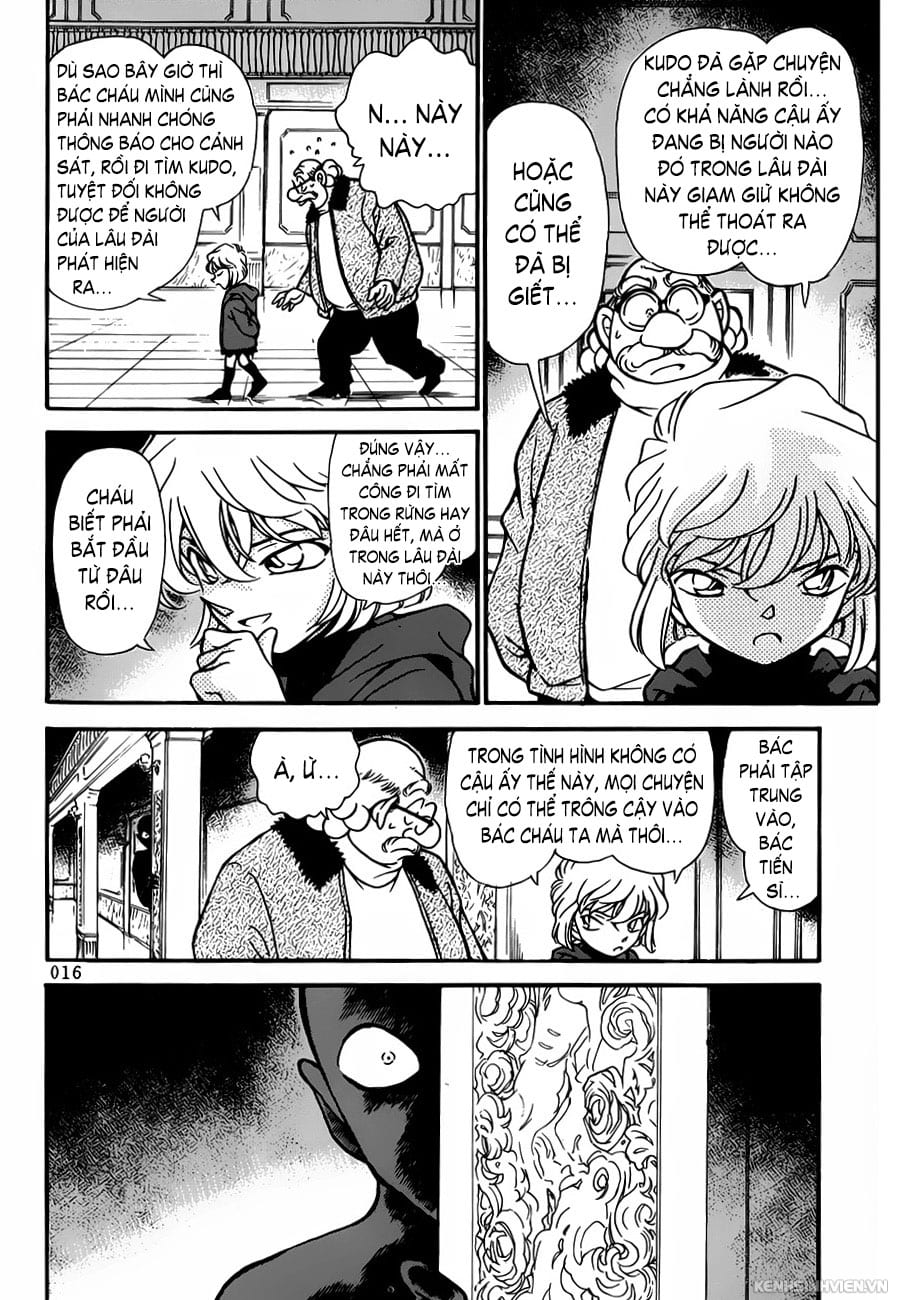 KUDO ĐÃ GẶP CHUYỆN
CHẲNG LÀNH RỒI...
CÓ KHẢ NĂNG CẬU ẤY
ĐANG BỊ NGƯỜI NÀO
ĐÓ TRONG LÂU ĐÀI
NÀY GIAM GIỮ KHÔNG
THỂ THOÁT RA
ĐƯỢC...
HOẶC
CŨNG
CÓ THỂ
ĐÃ BỊ
GIẾT...
N... NÀY
NÀY...
DÙ SAO BÂY GIỜ THÌ
BÁC CHÁU MÌNH CŨNG
PHẢI NHANH CHÓNG
THÔNG BÁO CHO CẢNH
SÁT, RỒI ĐI TÌM KUDO,
TUYỆT ĐỐI KHÔNG
ĐƯỢC ĐỂ NGƯỜI
CỦA LÂU ĐÀI
PHÁT HIỆN
RA...
ĐÚNG VẬY...
CHẲNG PHẢI MẤT
CÔNG ĐI TÌM
TRONG RỪNG HAY
ĐÂU HẾT, MÀ Ở
TRONG LÂU ĐÀI
NÀY THÔI.
CHÁU
BIẾT PHẢI
BẮT ĐẦU
TỪ ĐÂU
RỒI...
BÁC
PHẢI TẬP
TRUNG
VÀO,
BÁC
TIẾN
SĨ...
TRONG TÌNH HÌNH KHÔNG CÓ
CẬU ẤY THẾ NÀY, MỌI CHUYỆN
CHỈ CÓ THỂ TRÔNG CẬY VÀO
BÁC CHÁU TA MÀ THÔI...
À, Ừ...
016
KENHSINHVIEN.VN